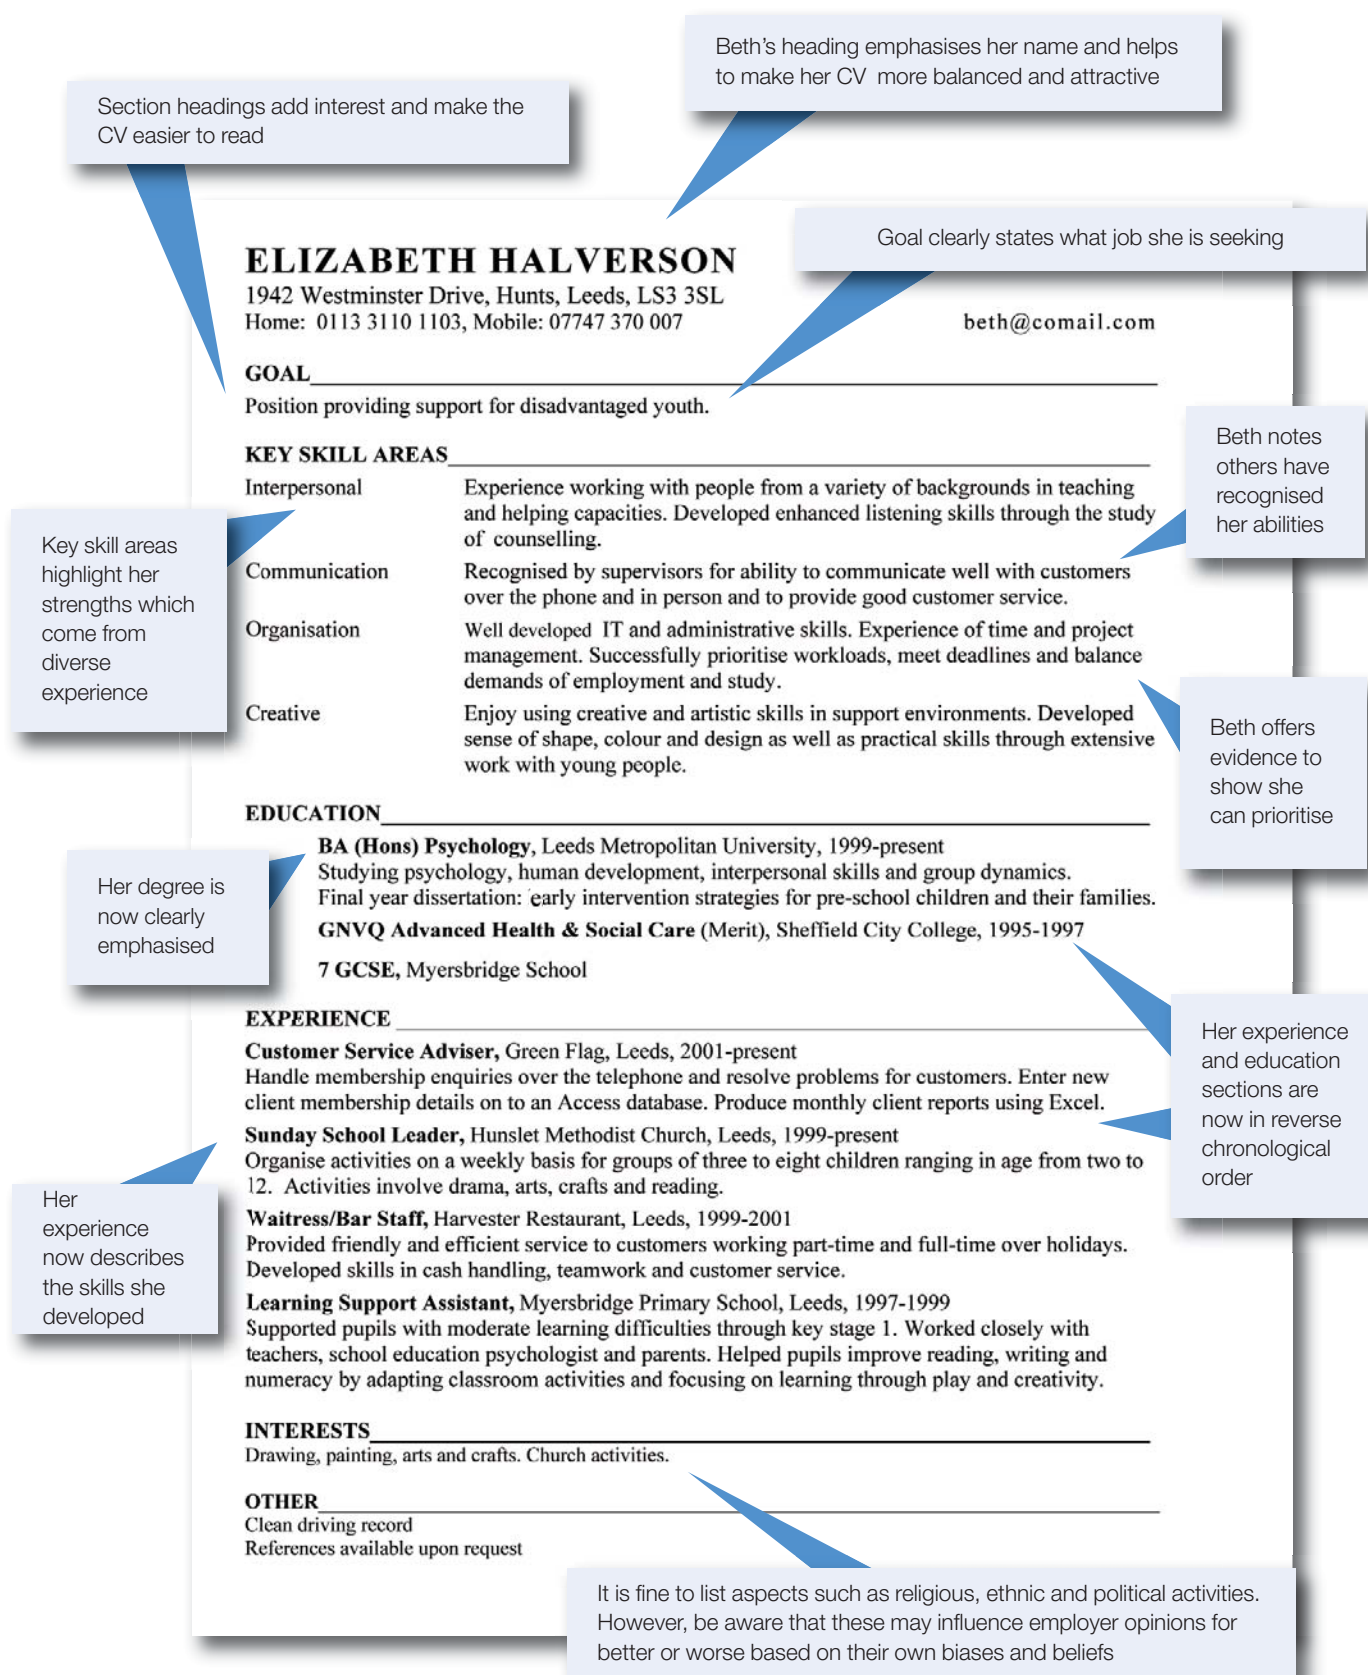 Beth's heading emphasises her name and helps
to make her CV more balanced and attractive
Section headings add interest and make the
CV easier to read
Goal clearly states what job she is seeking
ELIZABETH HALVERSON
1942 Westminster Drive, Hunts, Leeds, LS3 3SL
Home: 0113 3110 1103, Mobile: 07747 370 007 beth@comail.com
GOAL
Position providing support for disadvantaged youth.
Beth notes
others have
recognised
her abilities
KEY SKILL AREAS
Interpersonal Experience working with people from a variety of backgrounds in teaching
and helping capacities. Developed enhanced listening skills through the study
of counselling.
Communication Recognised by supervisors for ability to communicate well with customers
over the phone and in person and to provide good customer service.
Organisation Well developed IT and administrative skills. Experience of time and project
management. Successfully prioritise workloads, meet deadlines and balance
demands of employment and study.
Creative Enjoy using creative and artistic skills in support environments. Developed
sense of shape, colour and design as well as practical skills through extensive
work with young people.
Key skill areas
highlight her
strengths which
come from
diverse
experience
Beth offers
evidence to
show she
can prioritise
EDUCATION
BA (Hons) Psychology, Leeds Metropolitan University, 1999-present
Studying psychology, human development, interpersonal skills and group dynamics.
Final year dissertation: early intervention strategies for pre-school children and their families.
GNVQ Advanced Health & Social Care (Merit), Sheffield City College, 1995-1997
7 GCSE, Myersbridge School
Her degree is
now clearly
emphasised
EXPERIENCE
Customer Service Adviser, Green Flag, Leeds, 2001-present
Handle membership enquiries over the telephone and resolve problems for customers. Enter new
client membership details on to an Access database. Produce monthly client reports using Excel.
Sunday School Leader, Hunslet Methodist Church, Leeds, 1999-present
Organise activities on a weekly basis for groups of three to eight children ranging in age from two to
12. Activities involve drama, arts, crafts and reading.
Waitress/Bar Staff, Harvester Restaurant, Leeds, 1999-2001
Provided friendly and efficient service to customers working part-time and full-time over holidays.
Developed skills in cash handling, teamwork and customer service.
Learning Support Assistant, Myersbridge Primary School, Leeds, 1997-1999
Supported pupils with moderate learning difficulties through key stage 1. Worked closely with
teachers, school education psychologist and parents. Helped pupils improve reading, writing and
numeracy by adapting classroom activities and focusing on learning through play and creativity.
Her experience
and education
sections are
now in reverse
chronological
order
Her
experience
now describes
the skills she
developed
INTERESTS
Drawing, painting, arts and crafts. Church activities.
OTHER
Clean driving record
References available upon request
It is fine to list aspects such as religious, ethnic and political activities.
However, be aware that these may influence employer opinions for
better or worse based on their own biases and beliefs